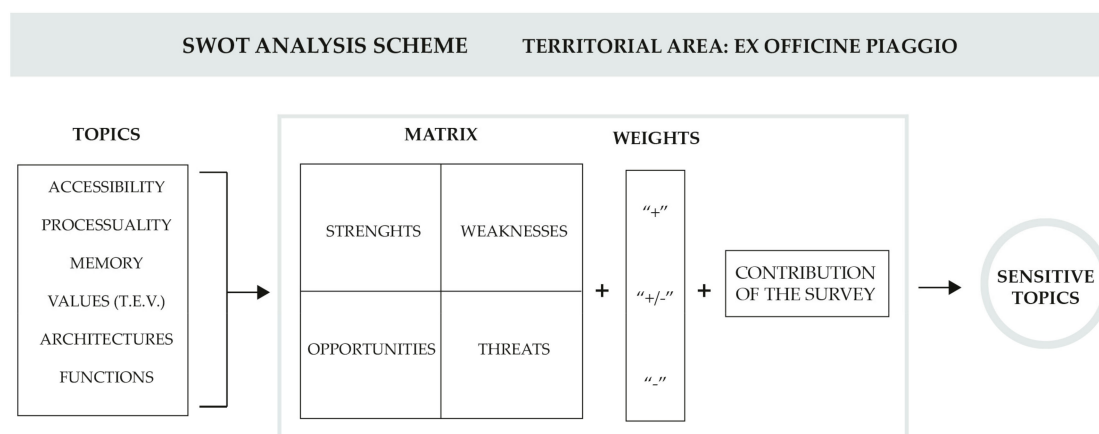 SWOT ANALYSIS SCHEME TERRITORIAL AREA: EX OFFICINE PIAGGIO
TOPICS
ACCESSIBILITY
PROCESSUALITY
MEMORY
VALUES (T.E.V.)
ARCHITECTURES
FUNCTIONS
MATRIX
STRENGHTS
WEAKNESSES
OPPORTUNITIES
THREATS
+
WEIGHTS
“+”
“+/-”
“-”
+
CONTRIBUTION
OF THE SURVEY
SENSITIVE
TOPICS